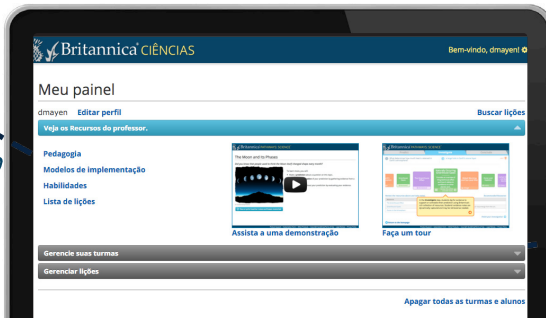 Britannica® CIÊNCIAS
Bem-vindo, dmayen!
Meu painel
dmayen Editar perfil
Buscar lições
Veja os Recursos do professor.
Pedagogia
Modelos de implementação
Habilidades
Lista de lições
The Moon and Its Phases
Assista a uma demonstração
Faça um tour
Gerencie suas turmas
Gerenciar lições
Apagar todas as turmas e alunos